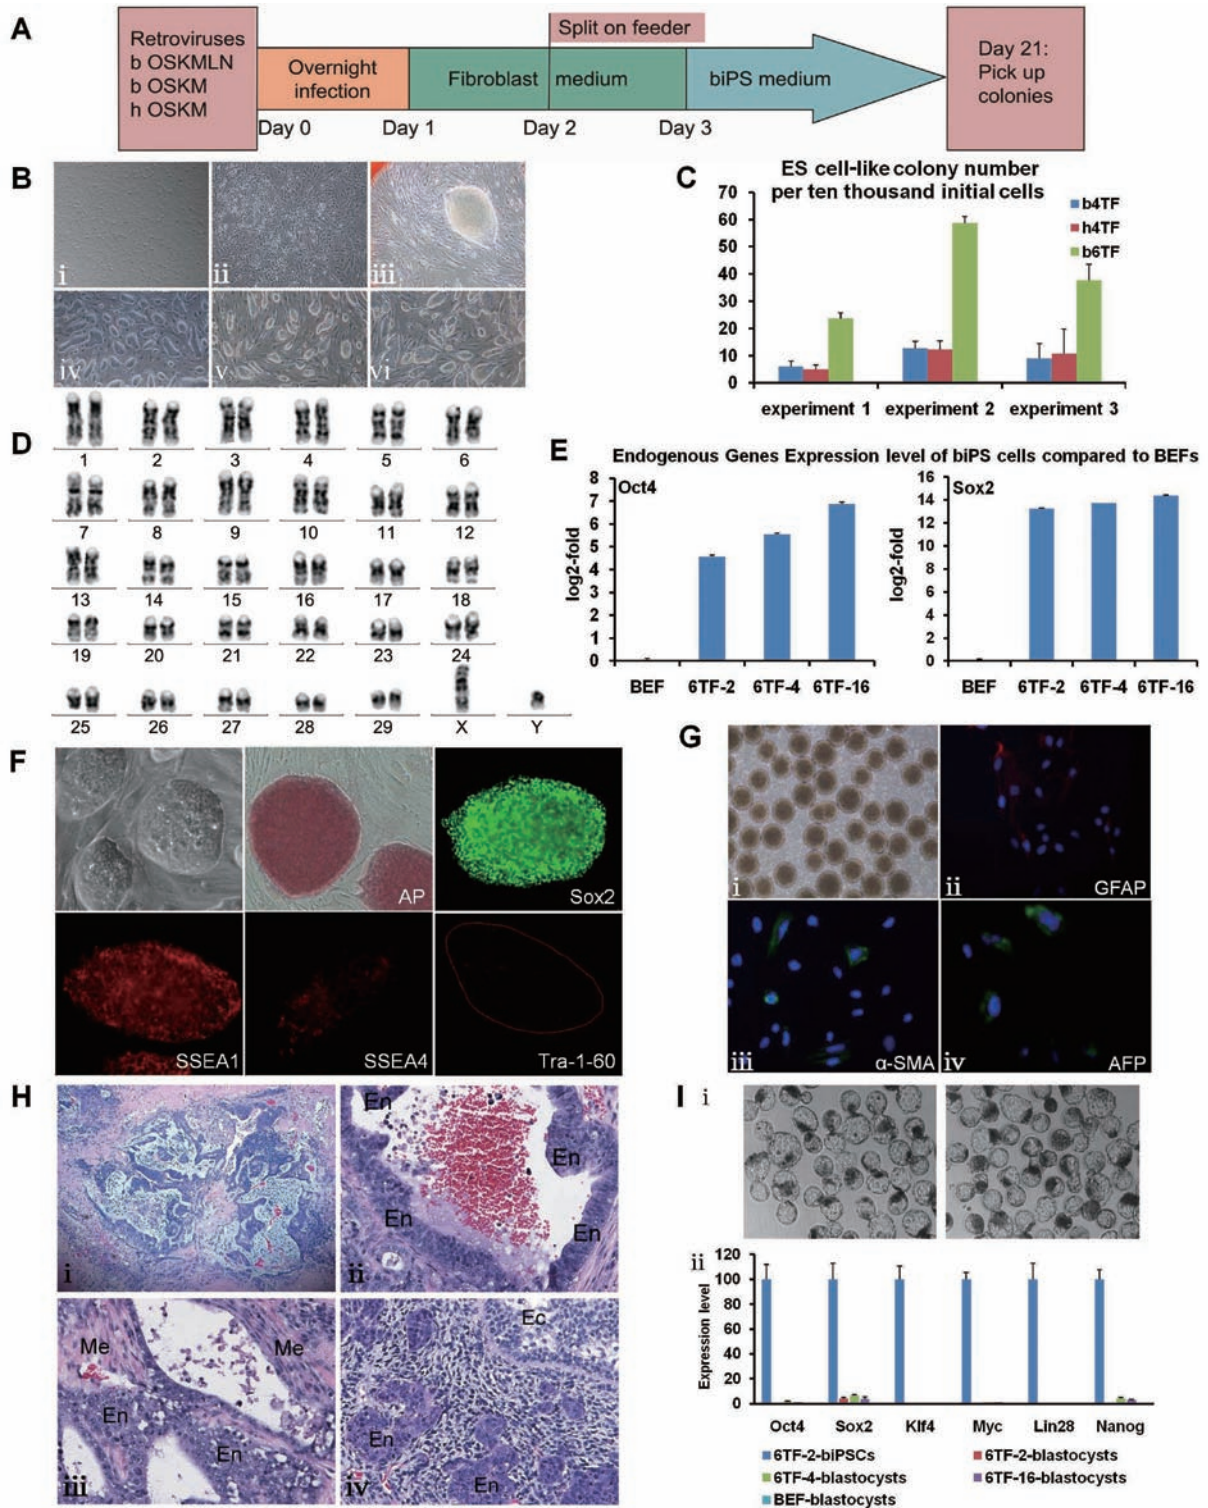 A
Retroviruses
b OSKMLN
b OSKM
h OSKM
Overnight
infection
Split on feeder
Fibroblast medium
biPS medium
Day 21:
Pick up
colonies
Day 0
Day 1
Day 2
Day 3
B
i
ii
iii
iv
v
vi
C
ES cell-like colony number
per ten thousand initial cells
70
60
50
40
30
20
10
0
b4TF
h4TF
b6TF
experiment 1 experiment 2 experiment 3
D
1 2 3 4 5 6
7 8 9 10 11 12
13 14 15 16 17 18
19 20 21 22 23 24
25 26 27 28 29 X Y
E
Endogenous Genes Expression level of biPS cells compared to BEFs
Oct4
log2-fold
8
7
6
5
4
3
2
1
0
BEF 6TF-2 6TF-4 6TF-16
Sox2
log2-fold
16
14
12
10
8
6
4
2
0
BEF 6TF-2 6TF-4 6TF-16
F
AP
Sox2
SSEA1
SSEA4
Tra-1-60
G
i
ii
GFAP
iii
α-SMA
iv
AFP
H
i
ii
En
En
En
En
iii
Me
Me
En
En
iv
Ec
En
En
I
i
ii
Expression level
120
100
80
60
40
20
0
Oct4 Sox2 Klf4 Myc Lin28 Nanog
6TF-2-biPSCs
6TF-2-blastocysts
6TF-4-blastocysts
6TF-16-blastocysts
BEF-blastocysts